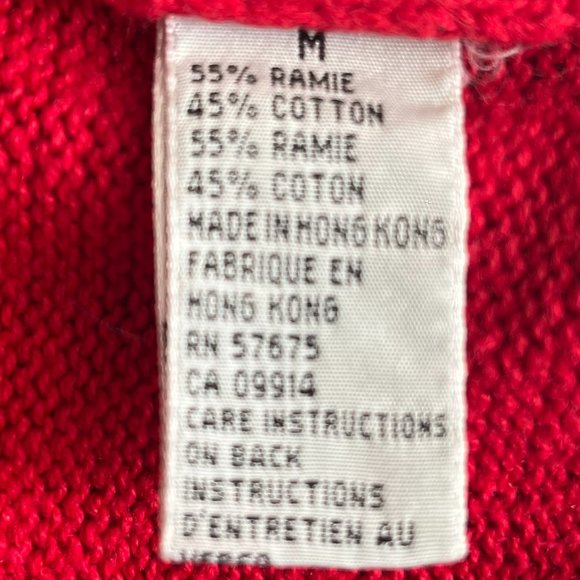 M
55% RAMIE
45% COTTON
55% RAMIE
45% COTON
MADE IN HONG KONG
FABRIQUE EN
HONG KONG
RN 57675
CA 09914
CARE INSTRUCTIONS
ON BACK
INSTRUCTIONS
D'ENTRETIEN AU